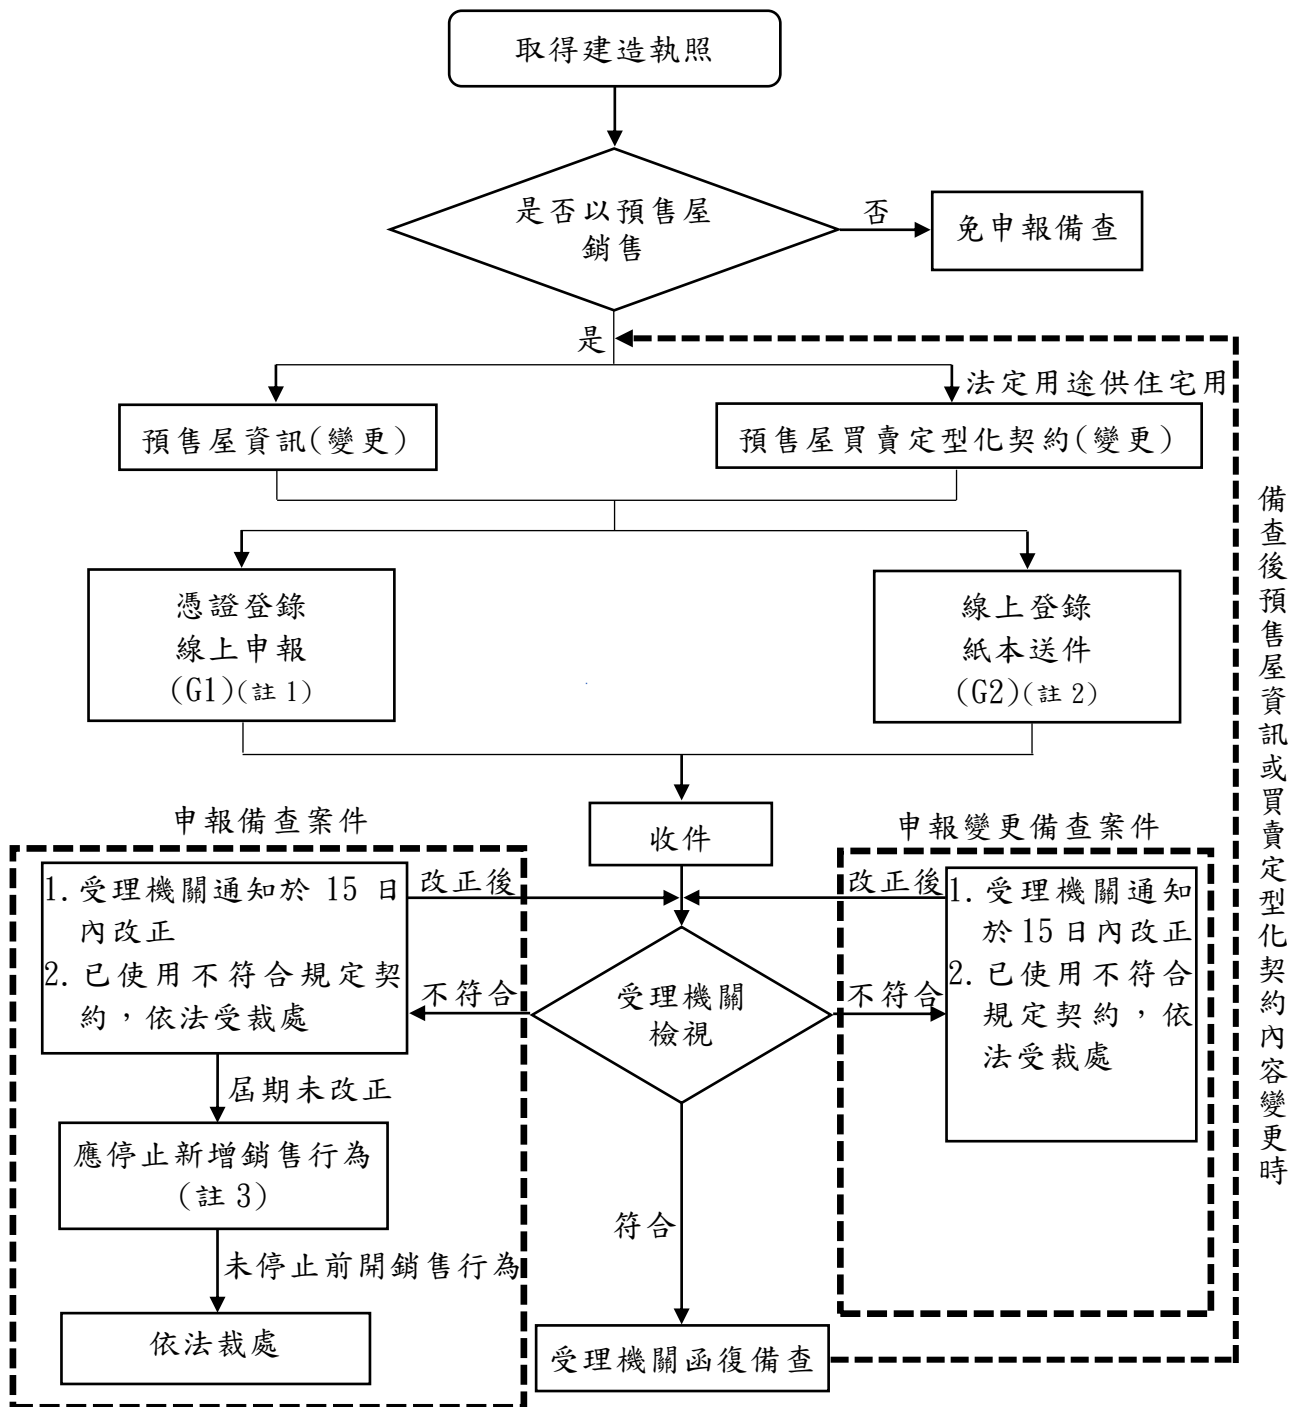 取得建造執照
是否以預售屋
銷售
否
免申報備查
是
法定用途供住宅用
預售屋資訊(變更)
預售屋買賣定型化契約(變更)
憑證登錄
線上申報
(G1)(註 1)
線上登錄
紙本送件
(G2)(註 2)
備查後預售屋資訊或買賣定型化契約內容變更時
收件
申報備查案件
申報變更備查案件
1. 受理機關通知於 15 日
內改正
2. 已使用不符合規定契
約，依法受裁處
改正後
不符合
受理機關
檢視
改正後
不符合
1. 受理機關通知
於 15 日內改正
2. 已使用不符合
規定契約，依
法受裁處
屆期未改正
應停止新增銷售行為
(註 3)
未停止前開銷售行為
依法裁處
符合
受理機關函復備查